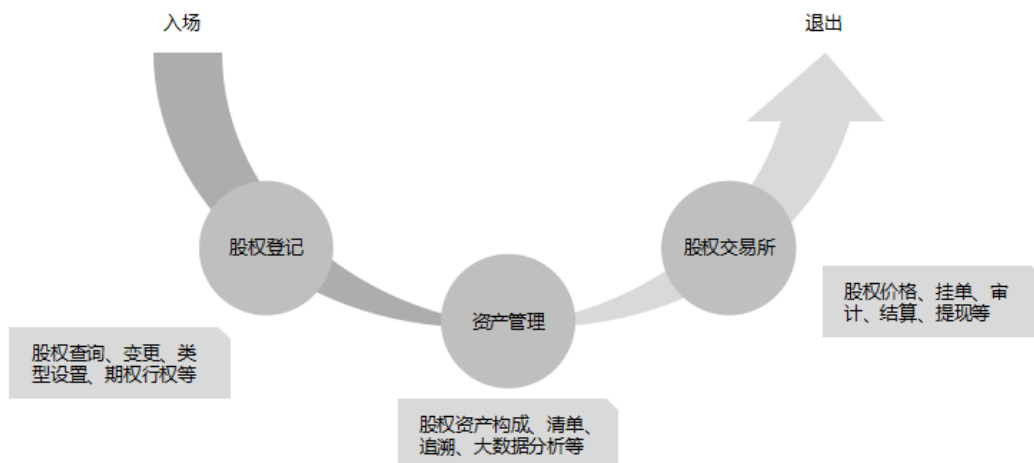 入场
退出
股权登记
股权交易所
资产管理
股权价格、挂单、审
计、结算、提现等
股权查询、变更、类
型设置、期权行权等
股权资产构成、清单、
追溯、大数据分析等